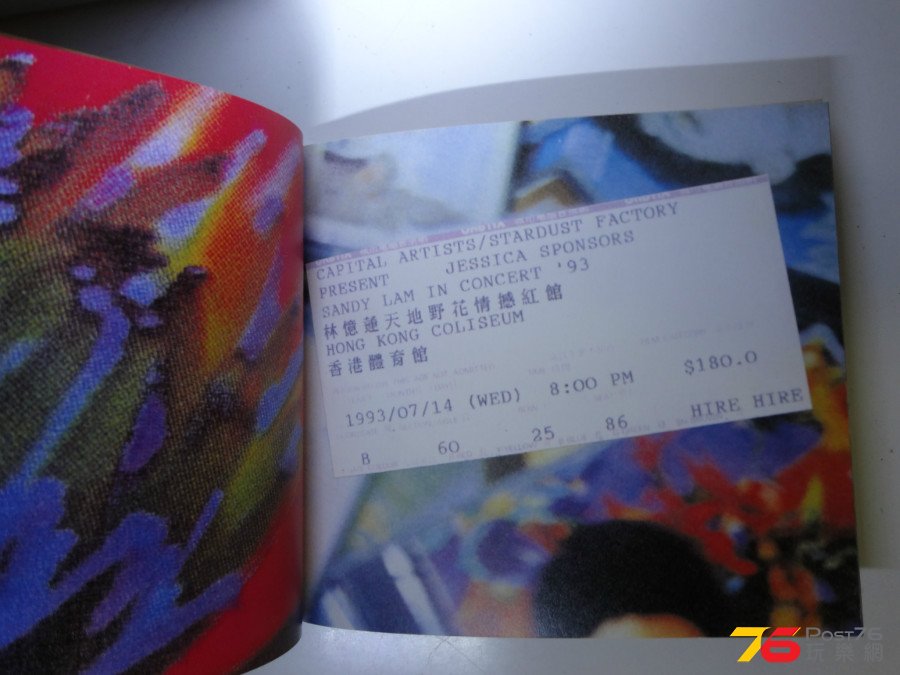 CAPITAL ARTISTS/STARDUST FACTORY
PRESENT JESSICA SPONSORS
SANDY LAM IN CONCERT '93
林憶蓮天地野花情撼紅館
HONG KONG COLISEUM
香港體育館
1993/07/14 (WED) 8:00 PM $180.0
B 60 25 86 HIRE HIRE
76 Post76
玩樂網